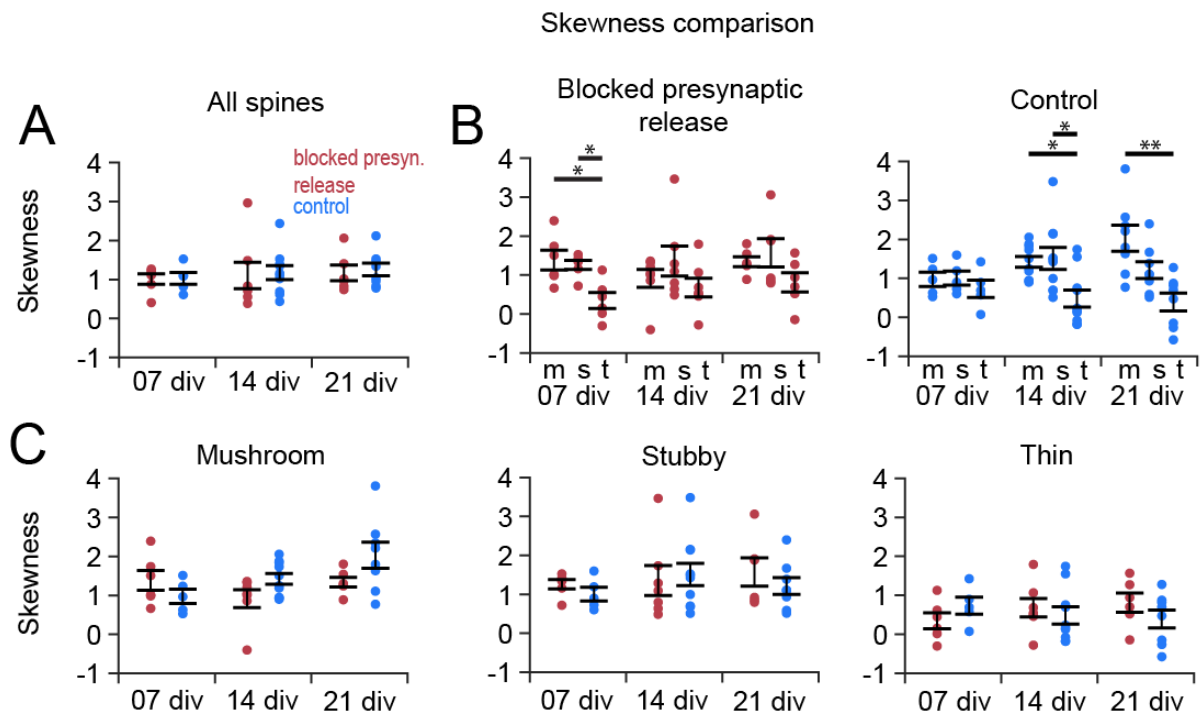 Skewness comparison
A
All spines
blocked presyn.
release
control
Skewness
4
3
2
1
0
-1
07 div
14 div
21 div
B
Blocked presynaptic
release
*
*
4
3
2
1
0
-1
m s t m s t m s t
07 div 14 div 21 div
Control
*
*
**
4
3
2
1
0
-1
m s t m s t m s t
07 div 14 div 21 div
C
Mushroom
Skewness
4
3
2
1
0
-1
07 div 14 div 21 div
Stubby
4
3
2
1
0
-1
07 div 14 div 21 div
Thin
4
3
2
1
0
-1
07 div 14 div 21 div